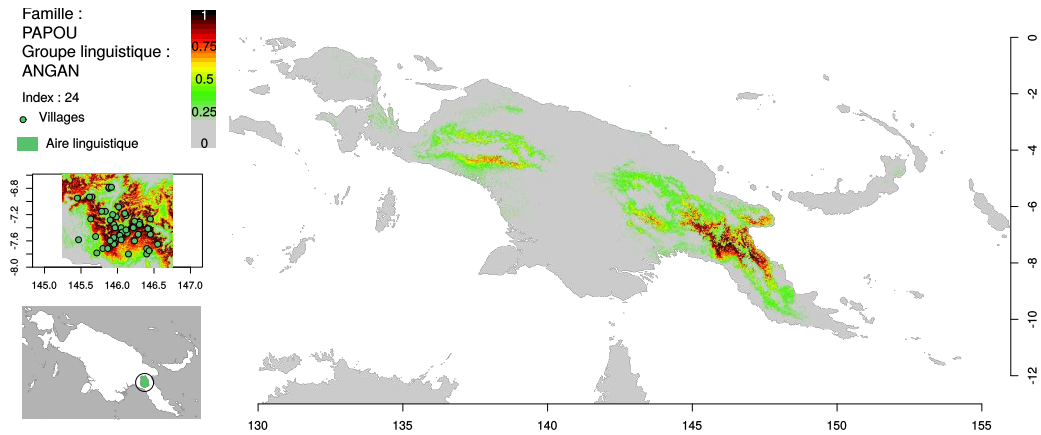 Famille :
PAPOU
Groupe linguistique :
ANGAN
Index : 24
Villages
Aire linguistique
1
0.75
0.5
0.25
0
-6.8
-7.2
-7.6
-8.0
145.0 145.5 146.0 146.5 147.0
0
-2
-4
-6
-8
-10
-12
130 135 140 145 150 155